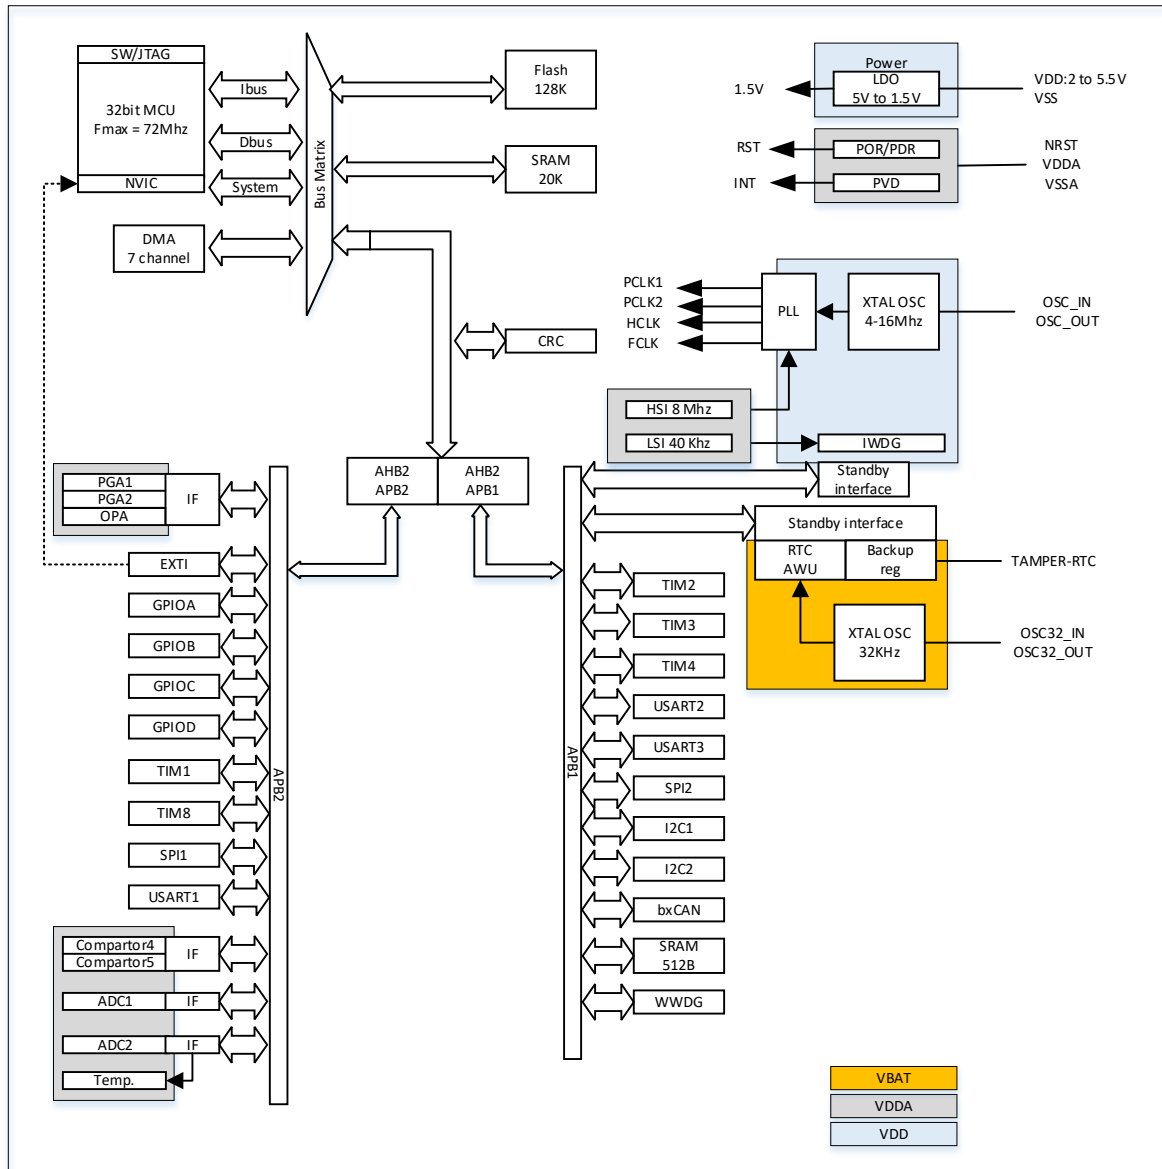 SW/JTAG
32bit MCU
Fmax = 72Mhz
NVIC
Ibus
Dbus
System
DMA
7 channel
Bus Matrix
Flash
128K
SRAM
20K
CRC
Power
LDO
5V to 1.5V
1.5V
VDD:2 to 5.5V
VSS
RST
POR/PDR
INT
PVD
NRST
VDDA
VSSA
PCLK1
PCLK2
HCLK
FCLK
PLL
XTAL OSC
4-16Mhz
OSC_IN
OSC_OUT
HSI 8 Mhz
LSI 40 Khz
IWDG
Standby
interface
Standby interface
RTC
AWU
Backup
reg
TAMPER-RTC
XTAL OSC
32KHz
OSC32_IN
OSC32_OUT
AHB2
APB2
AHB2
APB1
PGA1
PGA2
OPA
IF
EXTI
GPIOA
GPIOB
GPIOC
GPIOD
TIM1
TIM8
SPI1
USART1
Compartor4
Compartor5
IF
ADC1
IF
ADC2
IF
Temp.
APB2
APB1
TIM2
TIM3
TIM4
USART2
USART3
SPI2
I2C1
I2C2
bxCAN
SRAM
512B
WWDG
VBAT
VDDA
VDD